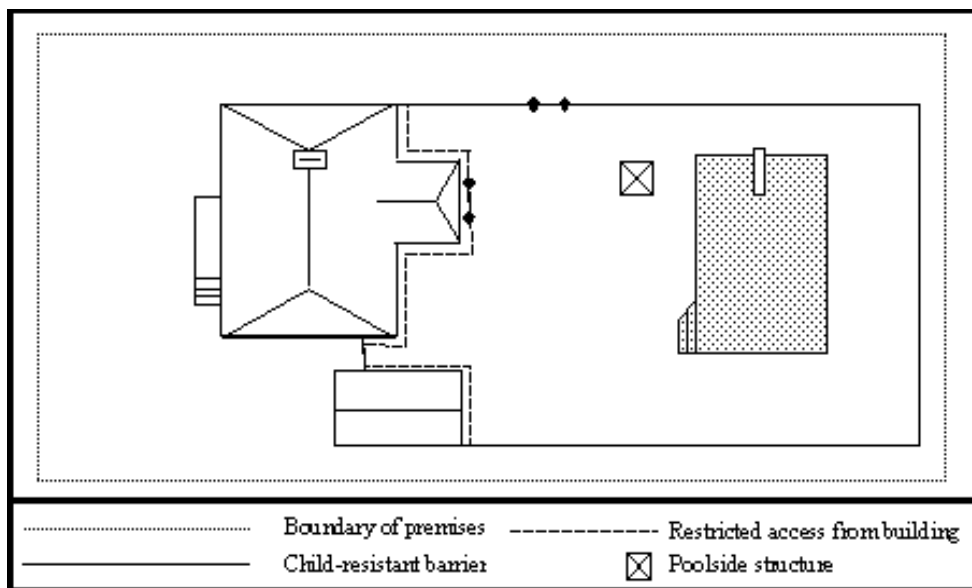 Boundary of premises
Restricted access from building
Child-resistant barrier
Poolside structure